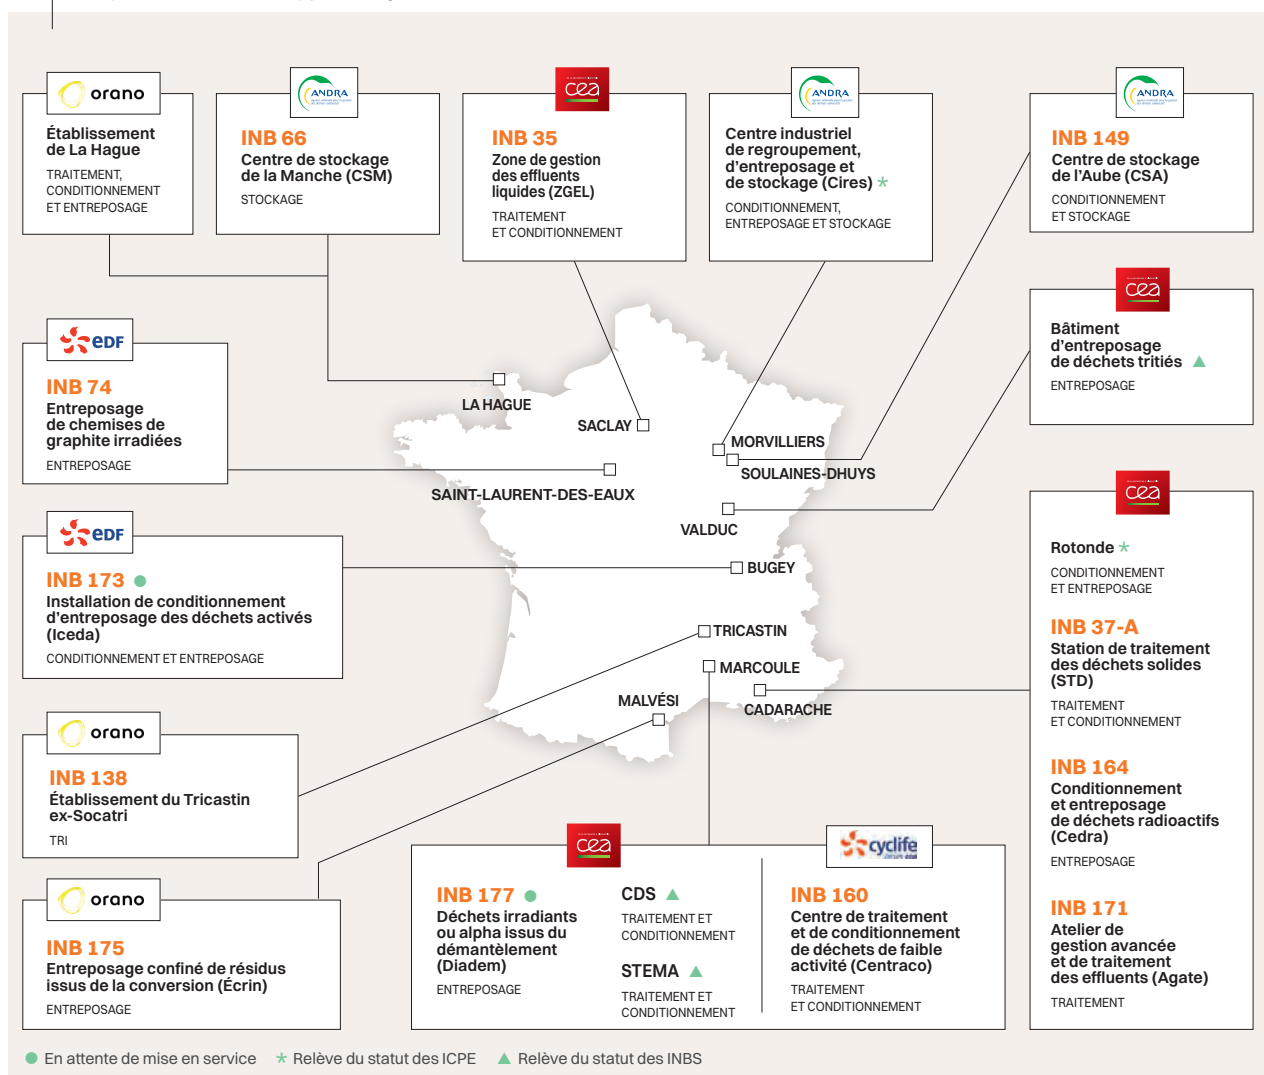 orano
Établissement
de La Hague
TRAITEMENT,
CONDITIONNEMENT
ET ENTREPOSAGE
ANDRA
INB 66
Centre de stockage
de la Manche (CSM)
STOCKAGE
cea
INB 35
Zone de gestion
des effluents
liquides (ZGEL)
TRAITEMENT
ET CONDITIONNEMENT
ANDRA
Centre industriel
de regroupement,
d'entreposage et
de stockage (Cires) *
CONDITIONNEMENT,
ENTREPOSAGE ET STOCKAGE
ANDRA
INB 149
Centre de stockage
de l'Aube (CSA)
CONDITIONNEMENT
ET STOCKAGE
cea
Bâtiment
d'entreposage
de déchets tritiés ▲
ENTREPOSAGE
eDF
INB 74
Entreposage
de chemises de
graphite irradiées
ENTREPOSAGE
LA HAGUE
SACLAY
MORVILLIERS
SOULAINES-DHUYS
SAINT-LAURENT-DES-EAUX
VALDUC
BUGEY
TRICASTIN
MARCOULE
MALVÉSI
CADARACHE
eDF
INB 173 ●
Installation de conditionnement
d'entreposage des déchets activés
(Iceda)
CONDITIONNEMENT ET ENTREPOSAGE
cea
Rotonde *
CONDITIONNEMENT
ET ENTREPOSAGE
INB 37-A
Station de traitement
des déchets solides
(STD)
TRAITEMENT
ET CONDITIONNEMENT
INB 164
Conditionnement
et entreposage
de déchets radioactifs
(Cedra)
ENTREPOSAGE
INB 171
Atelier de
gestion avancée
et de traitement
des effluents (Agate)
TRAITEMENT
orano
INB 138
Établissement du Tricastin
ex-Socatri
TRI
orano
INB 175
Entreposage confiné de résidus
issus de la conversion (Écrin)
ENTREPOSAGE
cea
INB 177 ●
Déchets irradiants
ou alpha issus du
démantèlement
(Diadem)
ENTREPOSAGE
CDS ▲
TRAITEMENT ET
CONDITIONNEMENT
STEMA ▲
TRAITEMENT ET
CONDITIONNEMENT
cyclife
INB 160
Centre de traitement
et de conditionnement
de déchets de faible
activité (Centraco)
TRAITEMENT
ET CONDITIONNEMENT
● En attente de mise en service * Relève du statut des ICPE ▲ Relève du statut des INBS